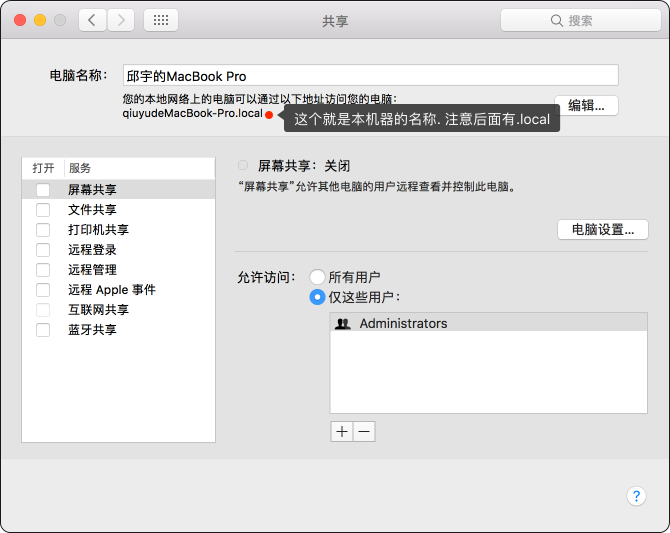 共享
搜索
电脑名称：
邱宇的MacBook Pro
您的本地网络上的电脑可以通过以下地址访问您的电脑：
qiuyudeMacBook-Pro.local
编辑...
这个就是本机器的名称. 注意后面有.local
打开
服务
屏幕共享
文件共享
打印机共享
远程登录
远程管理
远程 Apple 事件
互联网共享
蓝牙共享
屏幕共享：关闭
“屏幕共享”允许其他电脑的用户远程查看并控制此电脑。
电脑设置...
允许访问：
所有用户
仅这些用户：
Administrators
+
−
?